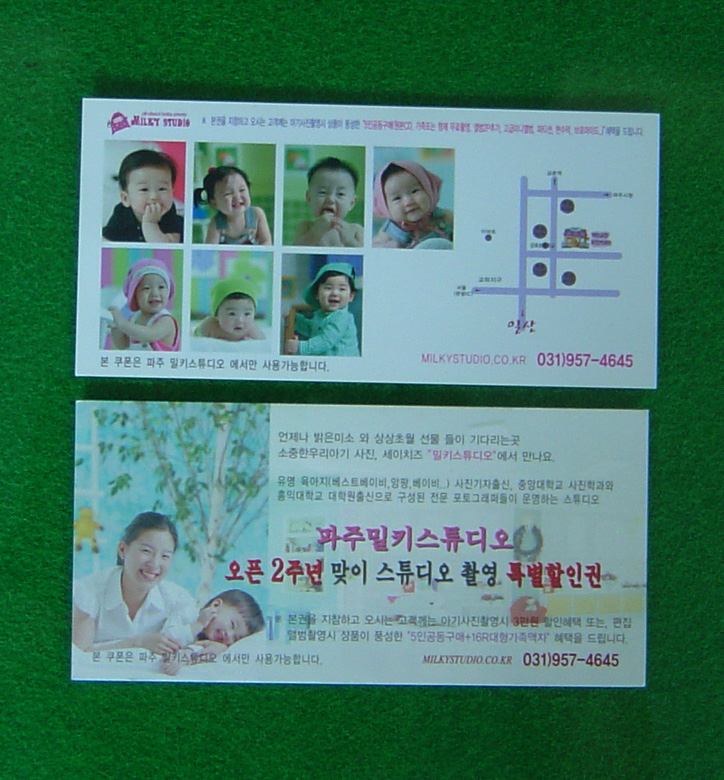 MILKY STUDIO
※ 본권을 지참하고 오시는 고객께는 아기사진촬영시 상품이 풍성한
본 쿠폰은 파주 밀키스튜디오 에서만 사용가능합니다.
일산
MILKYSTUDIO.CO.KR 031)957-4645
언제나 밝은미소 와 상상초월 선물 들이 기다리는곳
소중한우리아기 사진, 세이치즈 "밀키스튜디오"에서 만나요.
유명 육아지(베스트베이비,앙팡,베이비..) 사진기자출신, 중앙대학교 사진학과와
홍익대학교 대학원출신으로 구성된 전문 포토그래퍼들이 운영하는 스튜디오
파주밀키스튜디오
오픈 2주년 맞이 스튜디오 촬영 특별할인권
※ 본권을 지참하고 오시는 고객께는 아기사진촬영시 3만원 할인혜택 또는, 편집
앨범촬영시 상품이 풍성한 "5인공동구매+16R대형가족액자" 혜택을 드립니다.
본 쿠폰은 파주 밀키스튜디오 에서만 사용가능합니다.
MILKYSTUDIO.CO.KR 031)957-4645